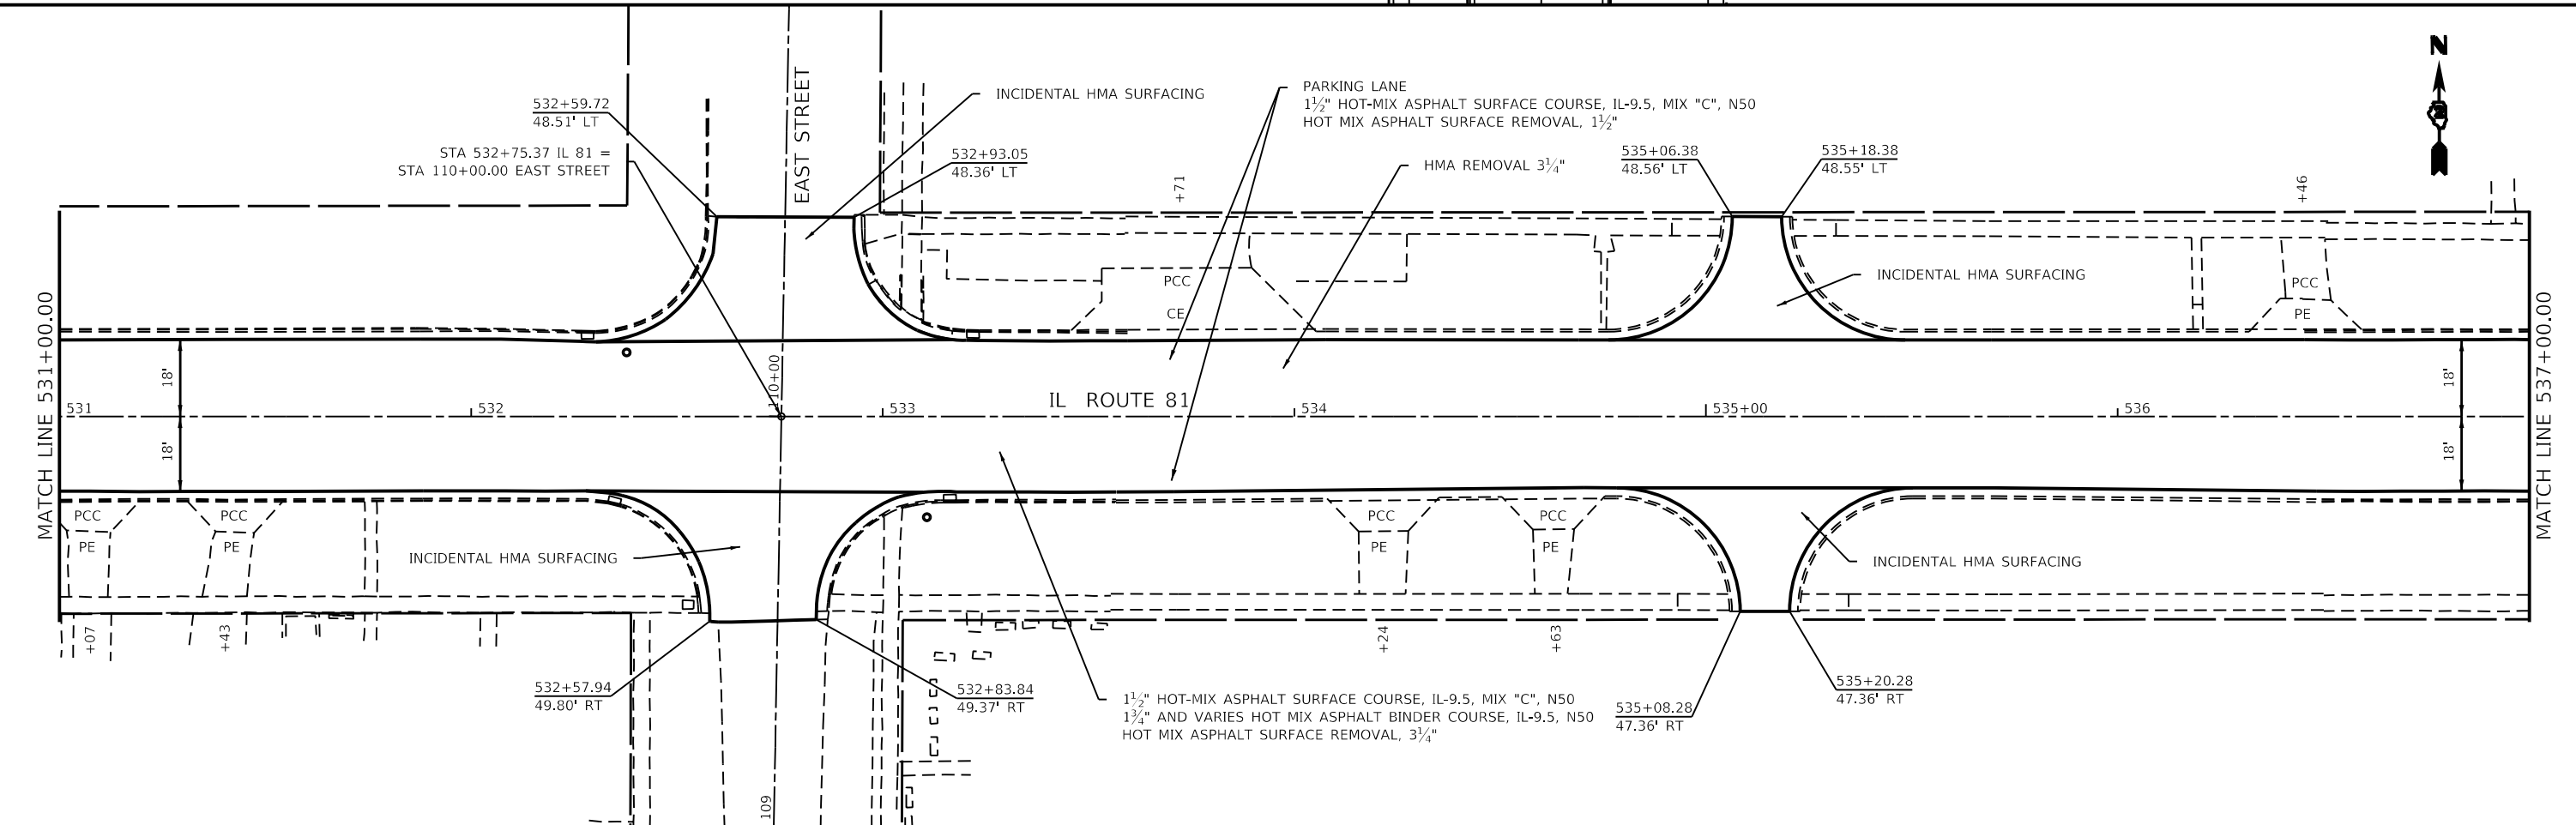 N
532+59.72
48.51' LT
EAST STREET
INCIDENTAL HMA SURFACING
PARKING LANE
1½" HOT-MIX ASPHALT SURFACE COURSE, IL-9.5, MIX "C", N50
HOT MIX ASPHALT SURFACE REMOVAL, 1½"
STA 532+75.37 IL 81 =
STA 110+00.00 EAST STREET
532+93.05
48.36' LT
HMA REMOVAL 3¼"
535+06.38
48.56' LT
535+18.38
48.55' LT
+71
+46
PCC
CE
INCIDENTAL HMA SURFACING
PCC
PE
MATCH LINE 531+00.00
MATCH LINE 537+00.00
18'
110+00
18'
IL ROUTE 81
531
532
533
534
535+00
536
18'
18'
PCC
PE
PCC
PE
PCC
PE
PCC
PE
INCIDENTAL HMA SURFACING
INCIDENTAL HMA SURFACING
+07
+43
+24
+63
532+57.94
49.80' RT
532+83.84
49.37' RT
1½" HOT-MIX ASPHALT SURFACE COURSE, IL-9.5, MIX "C", N50
1¾" AND VARIES HOT MIX ASPHALT BINDER COURSE, IL-9.5, N50
HOT MIX ASPHALT SURFACE REMOVAL, 3¼"
535+08.28
47.36' RT
535+20.28
47.36' RT
109